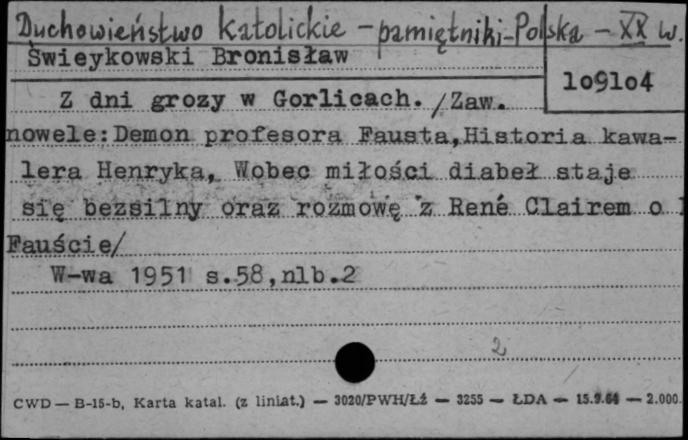 Duchowieństwo katolickie - pamiętniki - Polska - XX w.
Swieykowski Bronisław
109104
Z dni grozy w Gorlicach. /Zaw.
nowele: Demon profesora Fausta, Historia kawa-
lera Henryka, Wobec miłości diabeł staje
się bezsilny oraz rozmowę z René Clairem o
Fauście/
W-wa 1951 s.58,nlb.2
2
CWD — B-15-b, Karta katal. (z liniat.) — 3020/PWH/Łź — 3255 — ŁDA — 15.9.64 — 2.000.